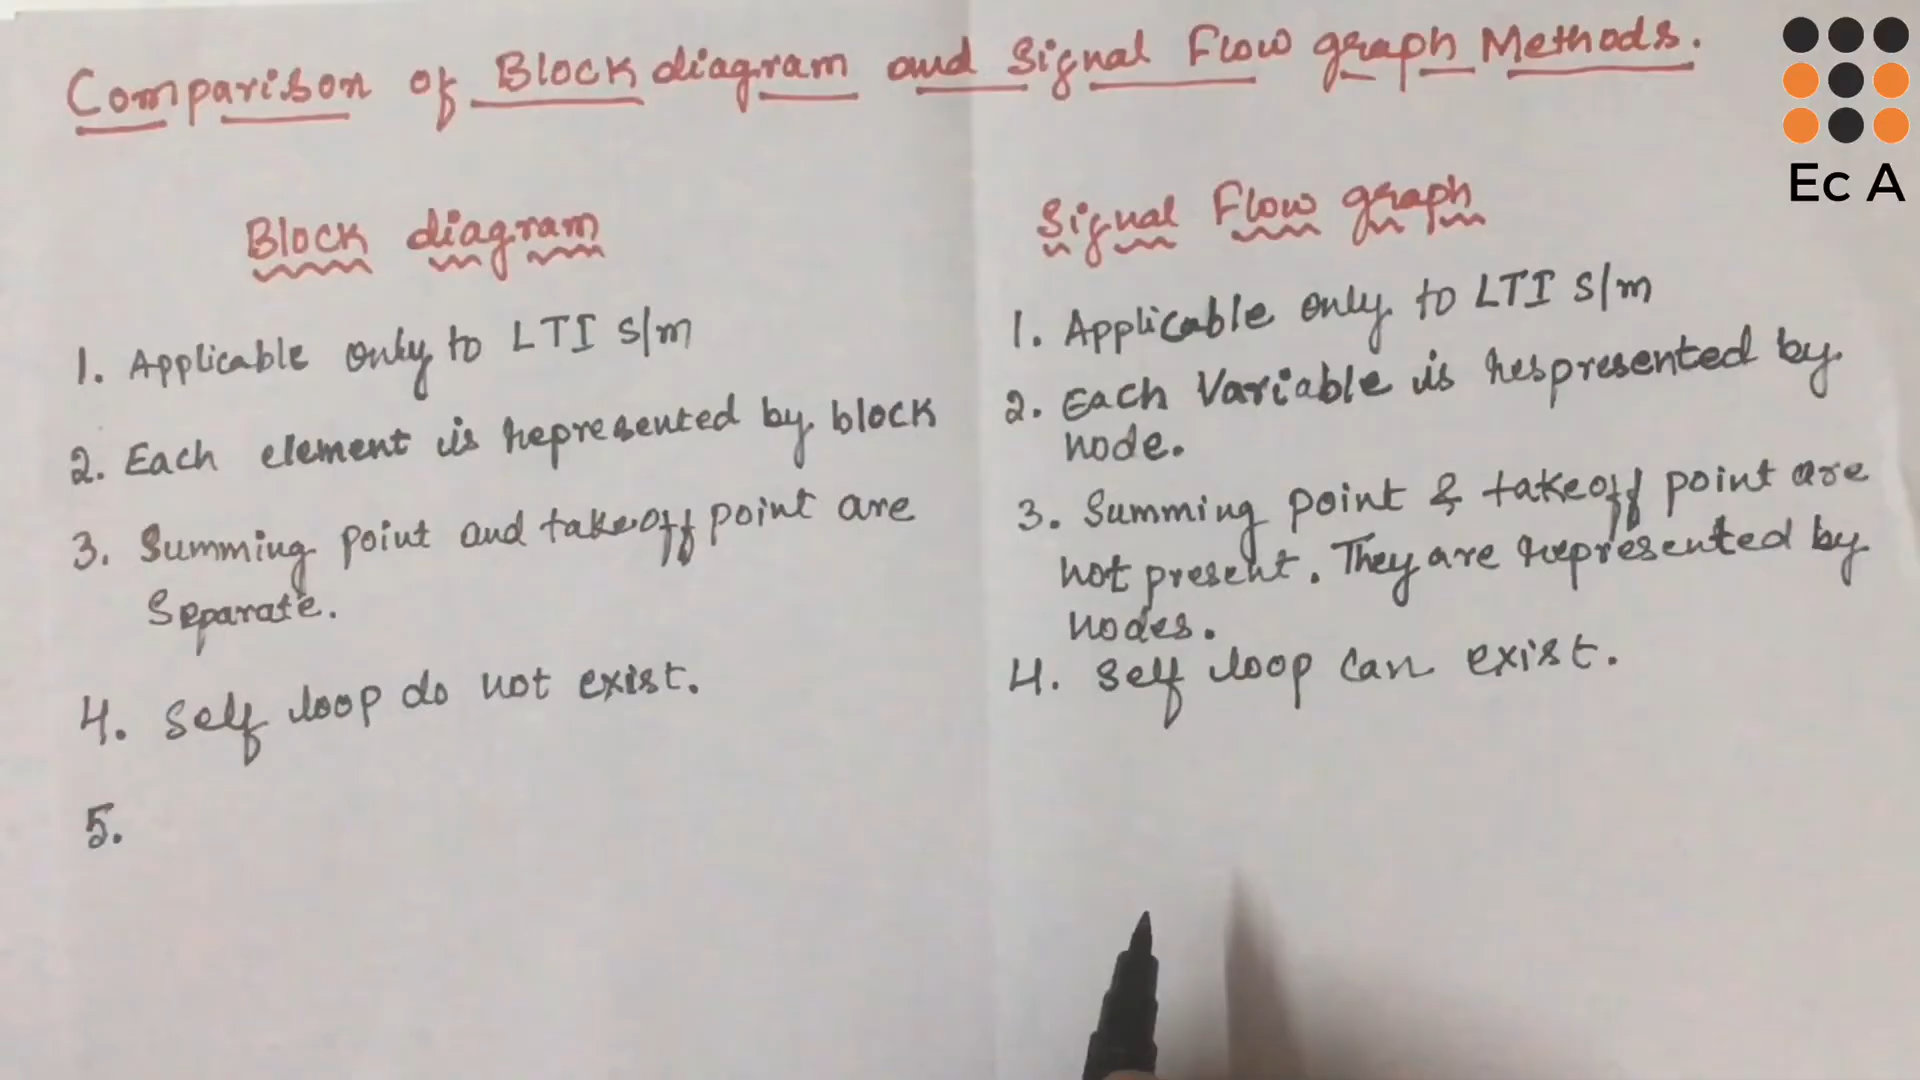 Comparison of Block diagram and Signal Flow graph Methods.
Ec A
Block diagram
1. Applicable only to LTI s/m
2. Each element is represented by block
3. Summing point and takeoff point are
Separate.
4. Self loop do not exist.
5.
Signal Flow graph
1. Applicable only to LTI s/m
2. Each Variable is respresented by
node.
3. Summing point & takeoff point are
not present. They are represented by
nodes.
4. Self loop can exist.